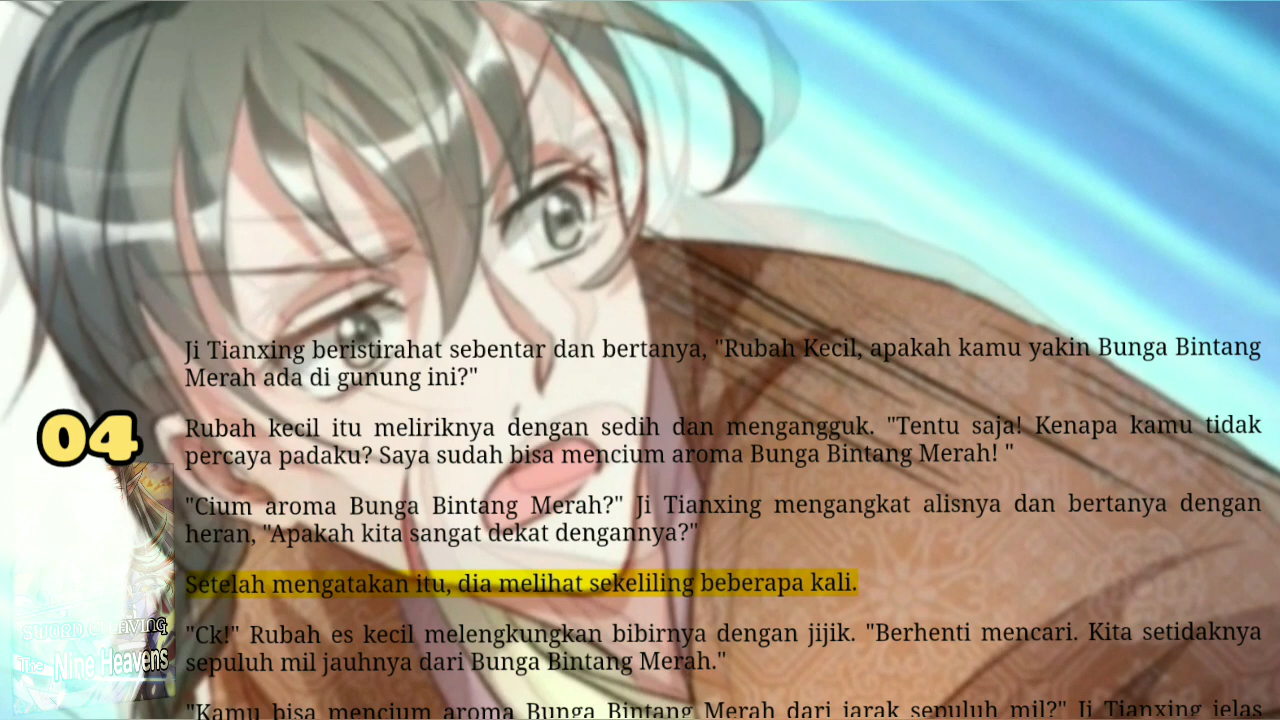 Ji Tianxing beristirahat sebentar dan bertanya, "Rubah Kecil, apakah kamu yakin Bunga Bintang
Merah ada di gunung ini?"
Rubah kecil itu meliriknya dengan sedih dan mengangguk. "Tentu saja! Kenapa kamu tidak
percaya padaku? Saya sudah bisa mencium aroma Bunga Bintang Merah! "
04
"Cium aroma Bunga Bintang Merah?" Ji Tianxing mengangkat alisnya dan bertanya dengan
heran, "Apakah kita sangat dekat dengannya?"
Setelah mengatakan itu, dia melihat sekeliling beberapa kali.
"Ck!" Rubah es kecil melengkungkan bibirnya dengan jijik. "Berhenti mencari. Kita setidaknya
sepuluh mil jauhnya dari Bunga Bintang Merah."
"Kamu bisa mencium aroma Bunga Bintang Merah dari jarak sepuluh mil?" Ji Tianxing jelas
SWORD
The Nine Heavens